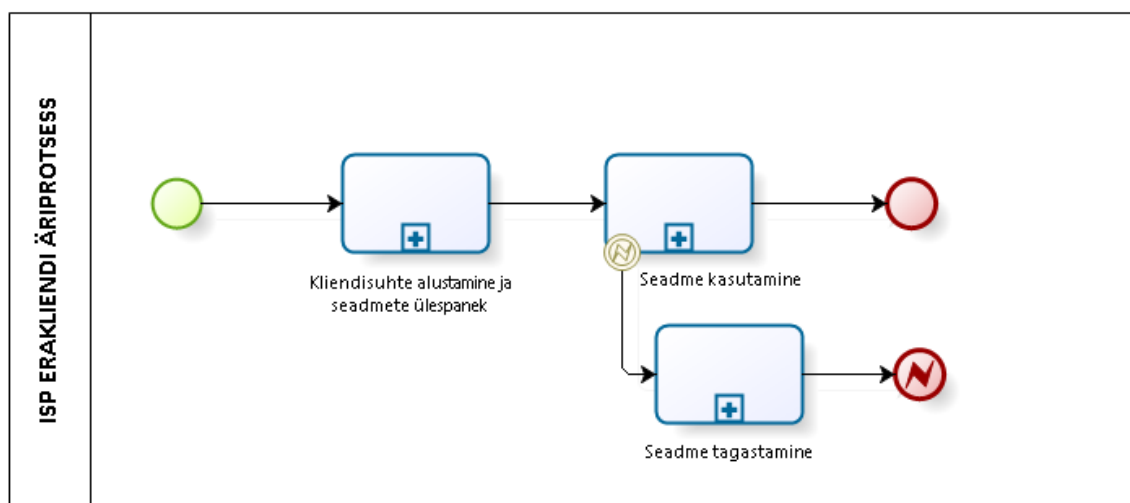 ISP ERAKLIENDI ÄRIPROTSESS
Kliendisuhte alustamine ja
seadmete ülespanek
Seadme kasutamine
Seadme tagastamine